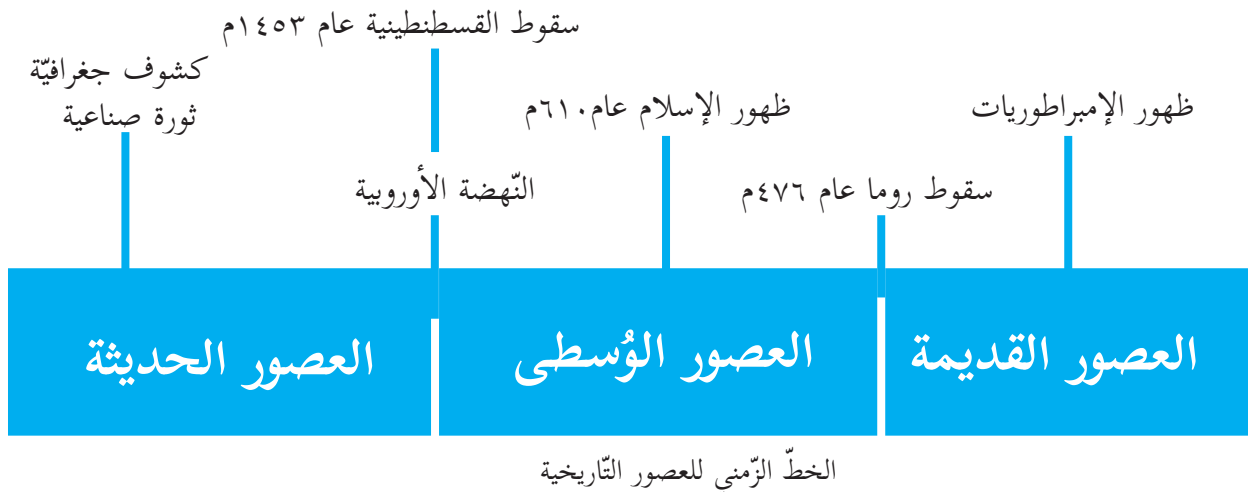 سقوط القسطنطينية عام ١٤٥٣م
كشوف جغرافيّة
ثورة صناعية
ظهور الإسلام عام٦١٠م
ظهور الإمبراطوريات
النّهضة الأوروبية
سقوط روما عام ٤٧٦م
العصور القديمة
العصور الوُسطى
العصور الحديثة
الخطّ الزّمنى للعصور التّاريخية